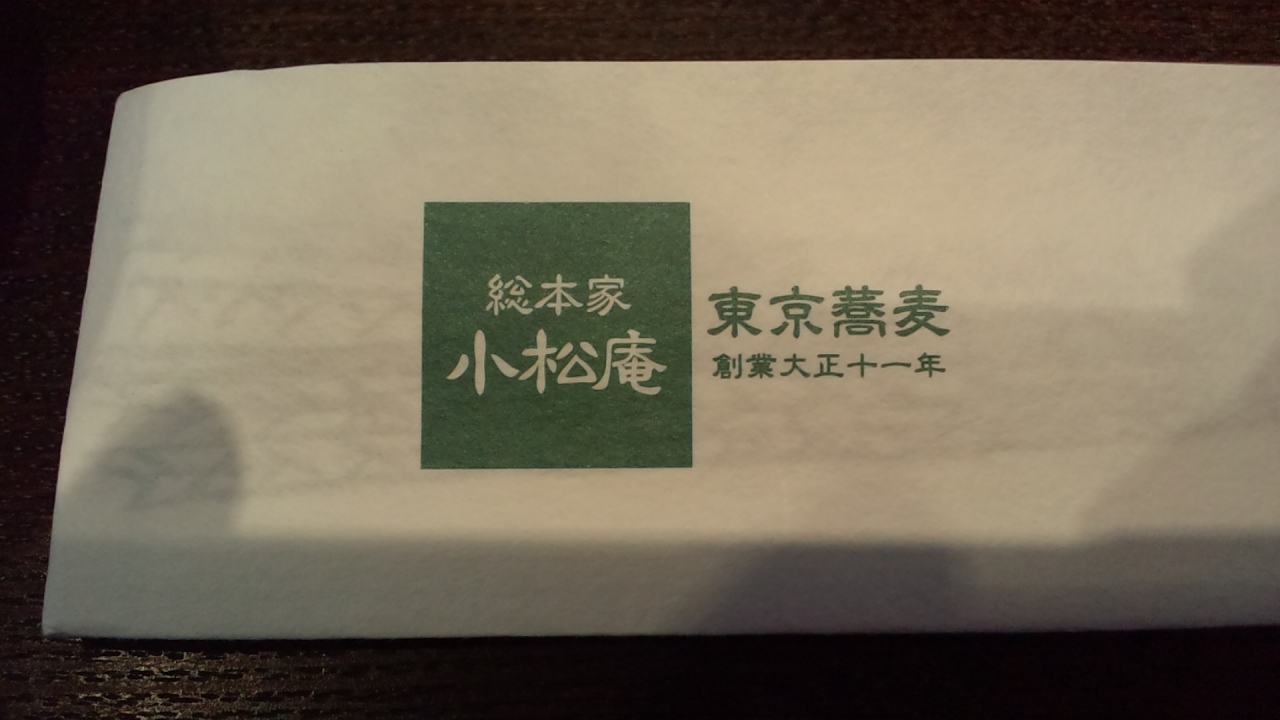 総本家
小松庵
東京蕎麦
創業大正十一年